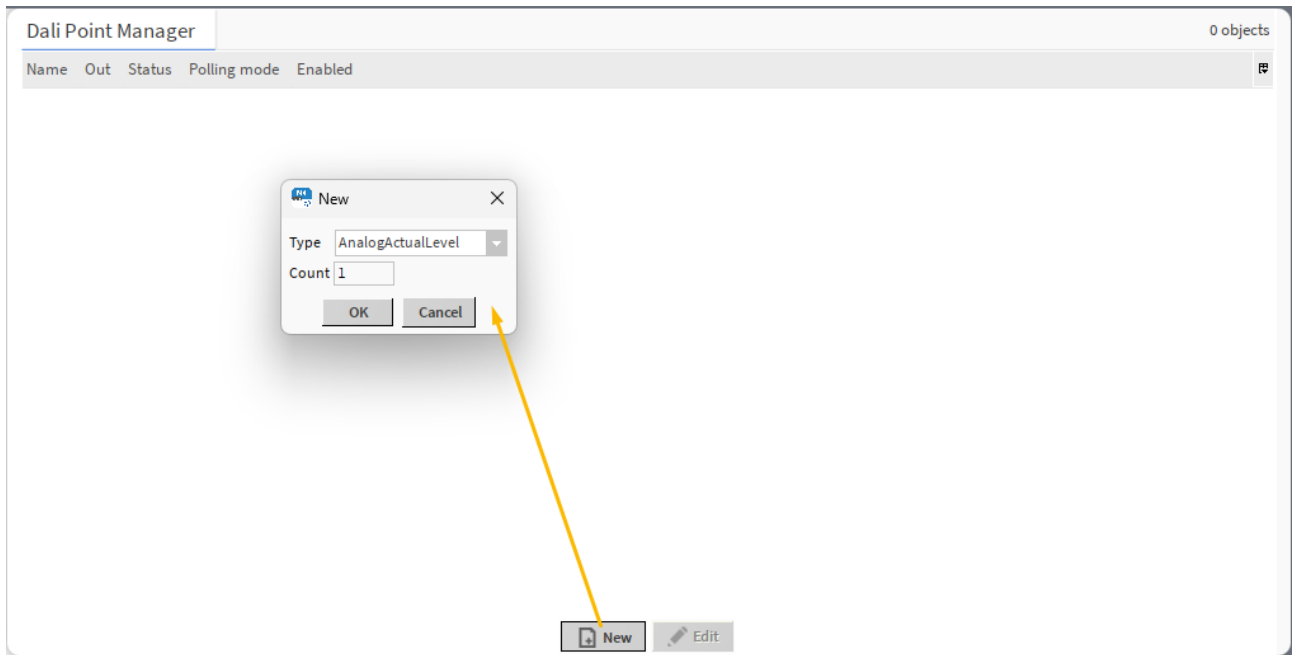 Dali Point Manager
0 objects
Name Out Status Polling mode Enabled
New
Type AnalogActualLevel
Count 1
OK Cancel
New Edit